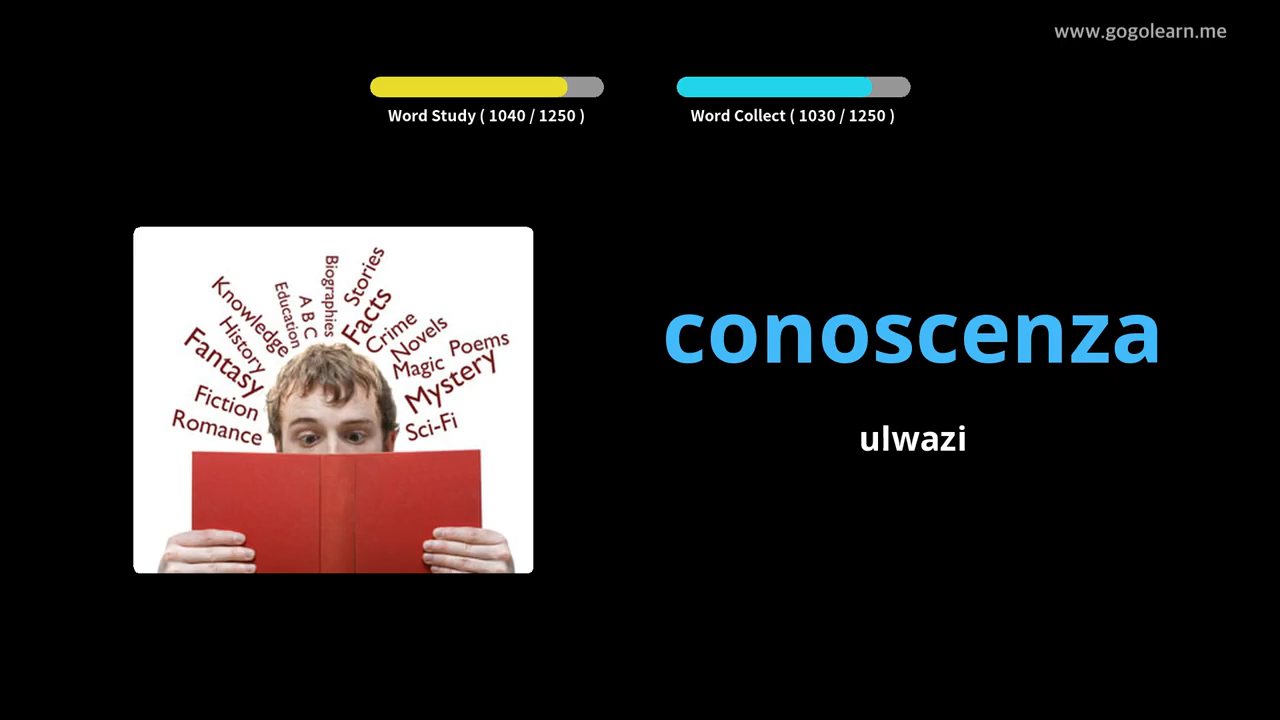 www.gogolearn.me
Word Study ( 1040 / 1250 )
Word Collect ( 1030 / 1250 )
Knowledge
Education
A B C
Biographies
Stories
Facts
Crime
Novels
Poems
Magic
Mystery
Sci-Fi
History
Fantasy
Fiction
Romance
conoscenza
ulwazi